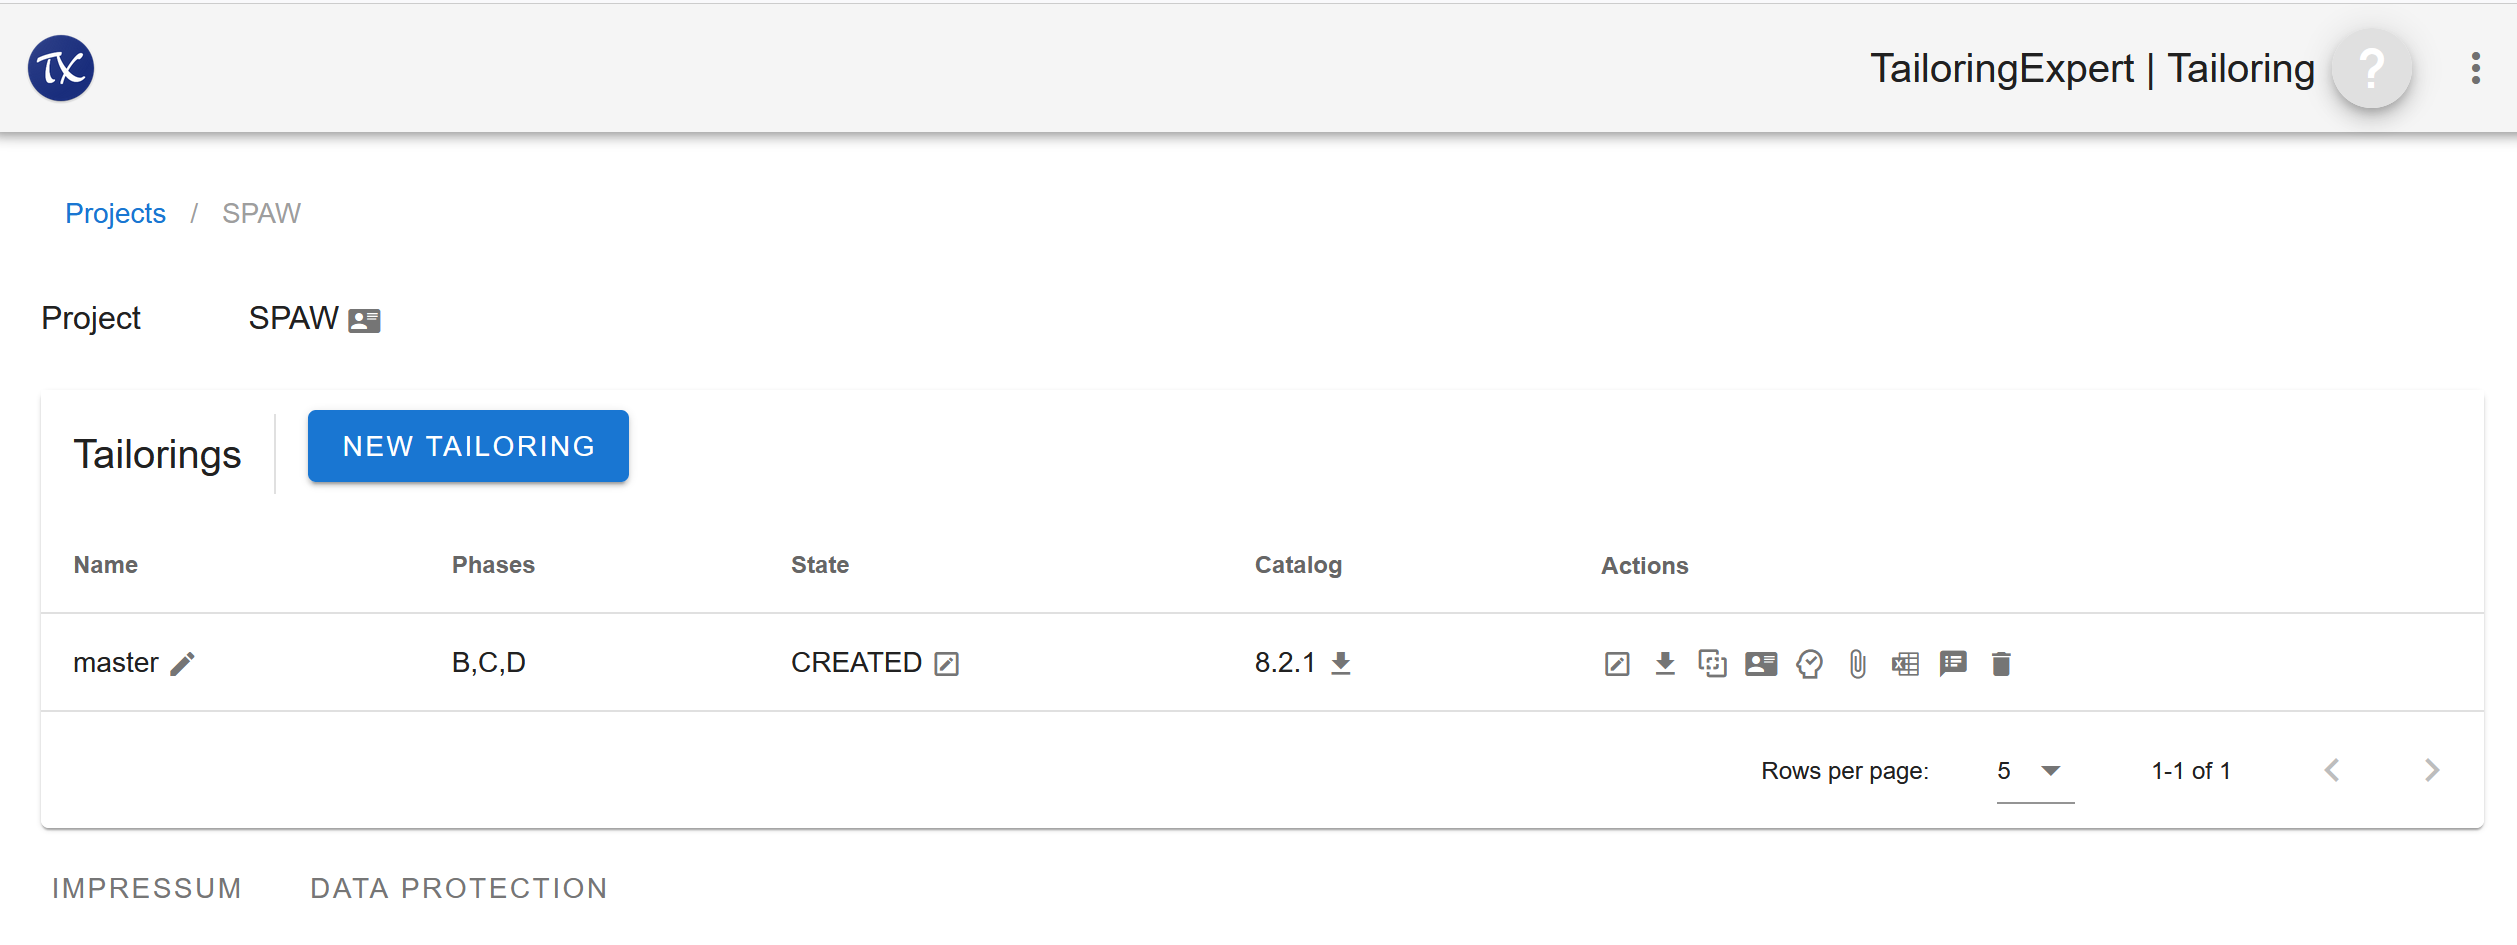 TX
TailoringExpert | Tailoring ?
Projects / SPAW
Project SPAW
Tailorings NEW TAILORING
Name Phases State Catalog Actions
master B,C,D CREATED 8.2.1
Rows per page: 5 1-1 of 1
IMPRESSUM DATA PROTECTION